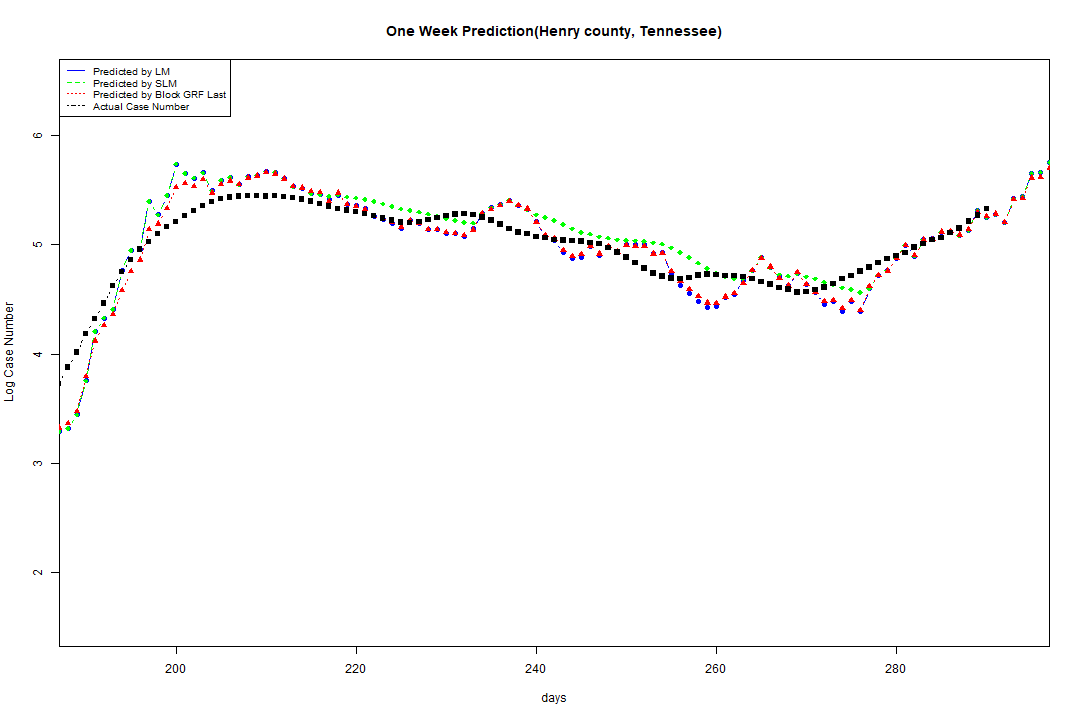 One Week Prediction(Henry county, Tennessee)
Predicted by LM
Predicted by SLM
Predicted by Block GRF Last
Actual Case Number
6
5
4
3
2
Log Case Number
200 220 240 260 280
days